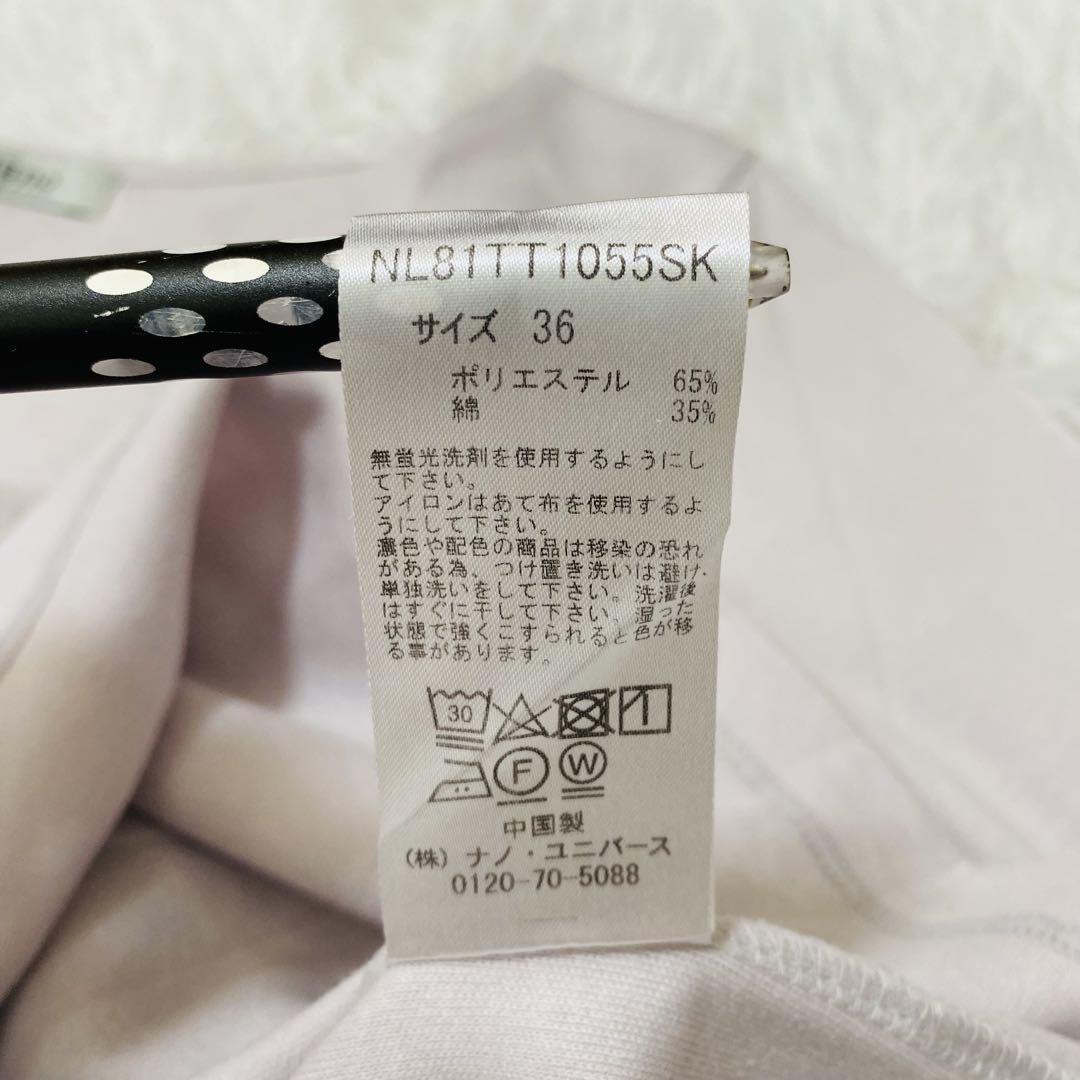 NL81TT1055SK
サイズ 36
ポリエステル 65%
綿 35%
無蛍光洗剤を使用するようにし
て下さい。
アイロンはあて布を使用するよ
うにして下さい。
濃色や配色の商品は移染の恐れ
がある為、つけ置き洗いは避け、
単独洗いをして下さい。洗濯後
はすぐに干して下さい。湿った
状態で強くこすられると色が移
る事があります。
30
F
W
中国製
(株)ナノ・ユニバース
0120-70-5088